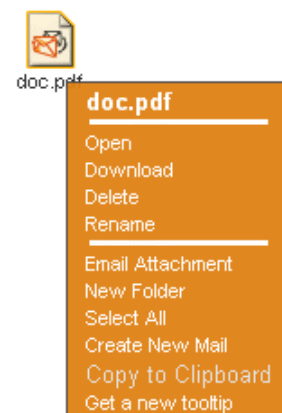 doc.pdf
doc.pdf
Open
Download
Delete
Rename
Email Attachment
New Folder
Select All
Create New Mail
Copy to Clipboard
Get a new tooltip